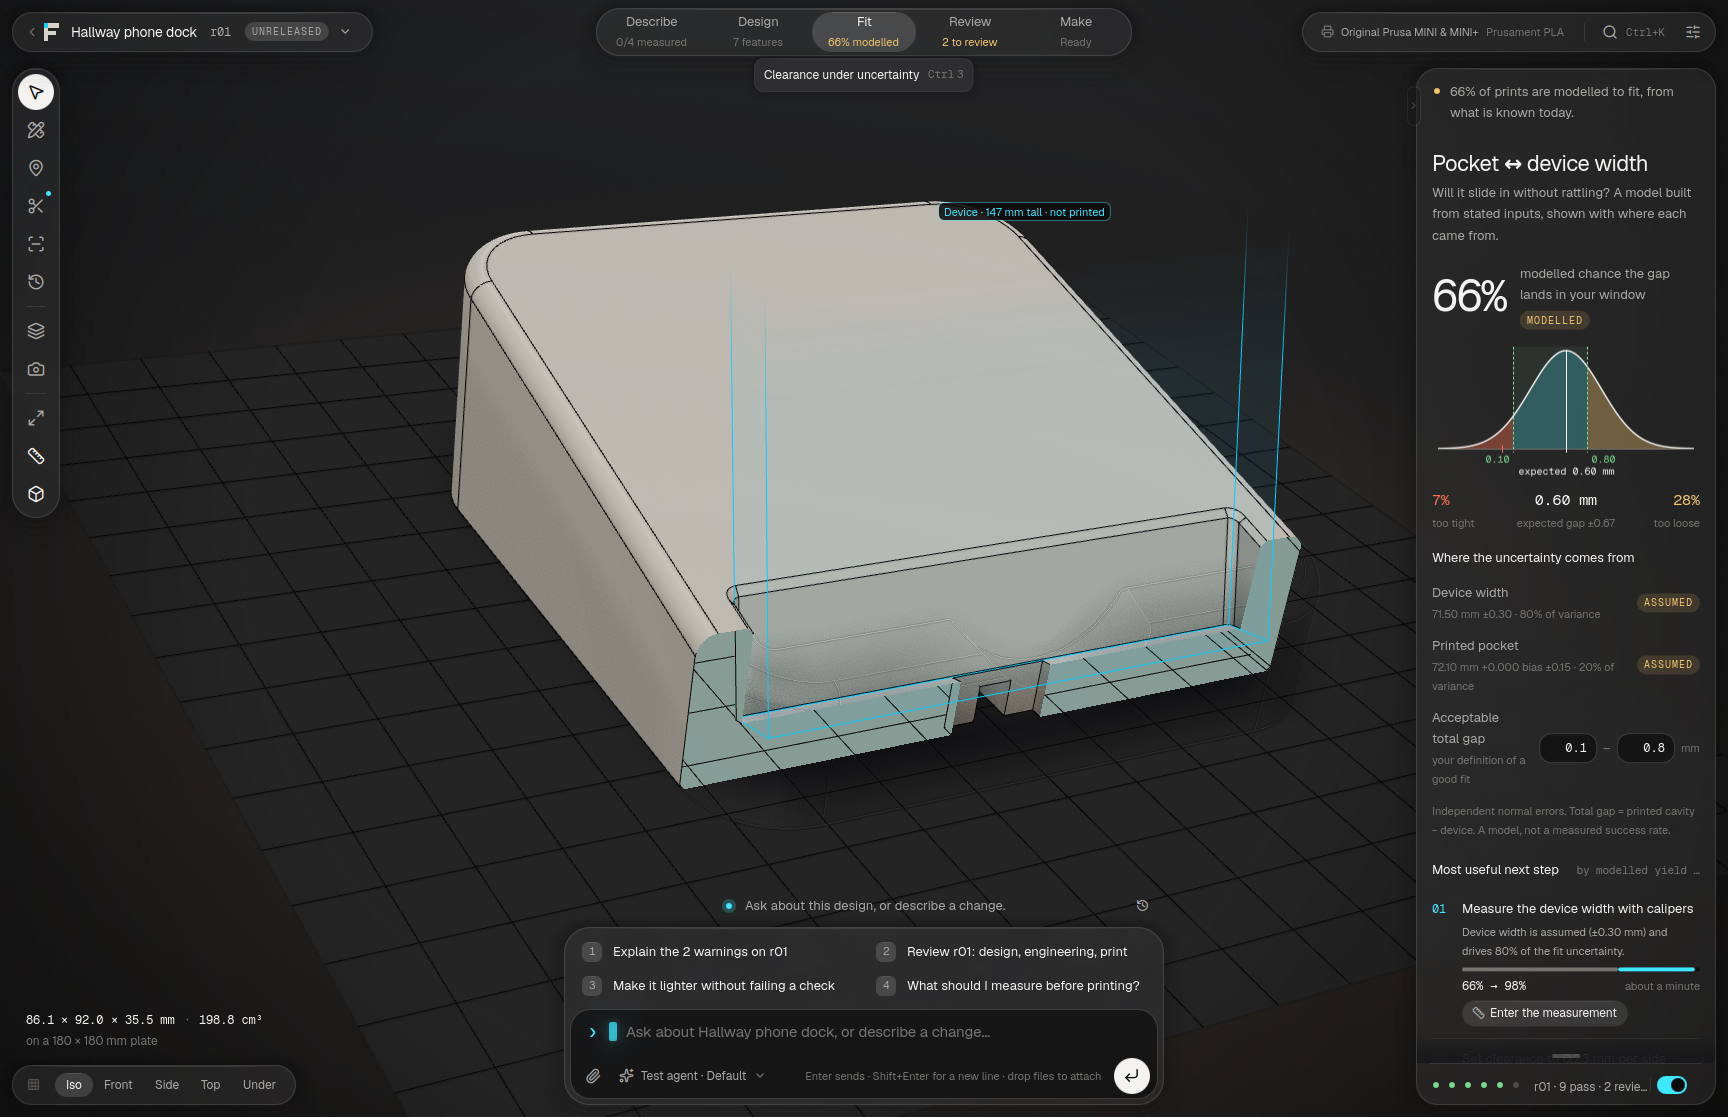 Hallway phone dock r01 UNRELEASED
Describe
0/4 measured
Design
7 features
Fit
66% modelled
Review
2 to review
Make
Ready
Original Prusa MINI & MINI+ Prusament PLA
Ctrl+K
Clearance under uncertainty Ctrl 3
Device · 147 mm tall · not printed
66% of prints are modelled to fit, from
what is known today.
Pocket ↔ device width
Will it slide in without rattling? A model built
from stated inputs, shown with where each
came from.
66%
modelled chance the gap
lands in your window
MODELLED
0.10
0.80
expected 0.60 mm
7%
too tight
0.60 mm
expected gap ±0.67
28%
too loose
Where the uncertainty comes from
Device width
71.50 mm ±0.30 · 80% of variance
ASSUMED
Printed pocket
72.10 mm +0.000 bias ±0.15 · 20% of
variance
ASSUMED
Acceptable
total gap
your definition of a
good fit
0.1 – 0.8 mm
Independent normal errors. Total gap = printed cavity
− device. A model, not a measured success rate.
Most useful next step by modelled yield …
01 Measure the device width with calipers
Device width is assumed (±0.30 mm) and
drives 80% of the fit uncertainty.
66% → 98% about a minute
Enter the measurement
r01 · 9 pass · 2 revie…
Ask about this design, or describe a change.
1 Explain the 2 warnings on r01
2 Review r01: design, engineering, print
3 Make it lighter without failing a check
4 What should I measure before printing?
Ask about Hallway phone dock, or describe a change…
Test agent · Default
Enter sends · Shift+Enter for a new line · drop files to attach
86.1 × 92.0 × 35.5 mm · 198.8 cm³
on a 180 × 180 mm plate
Iso Front Side Top Under